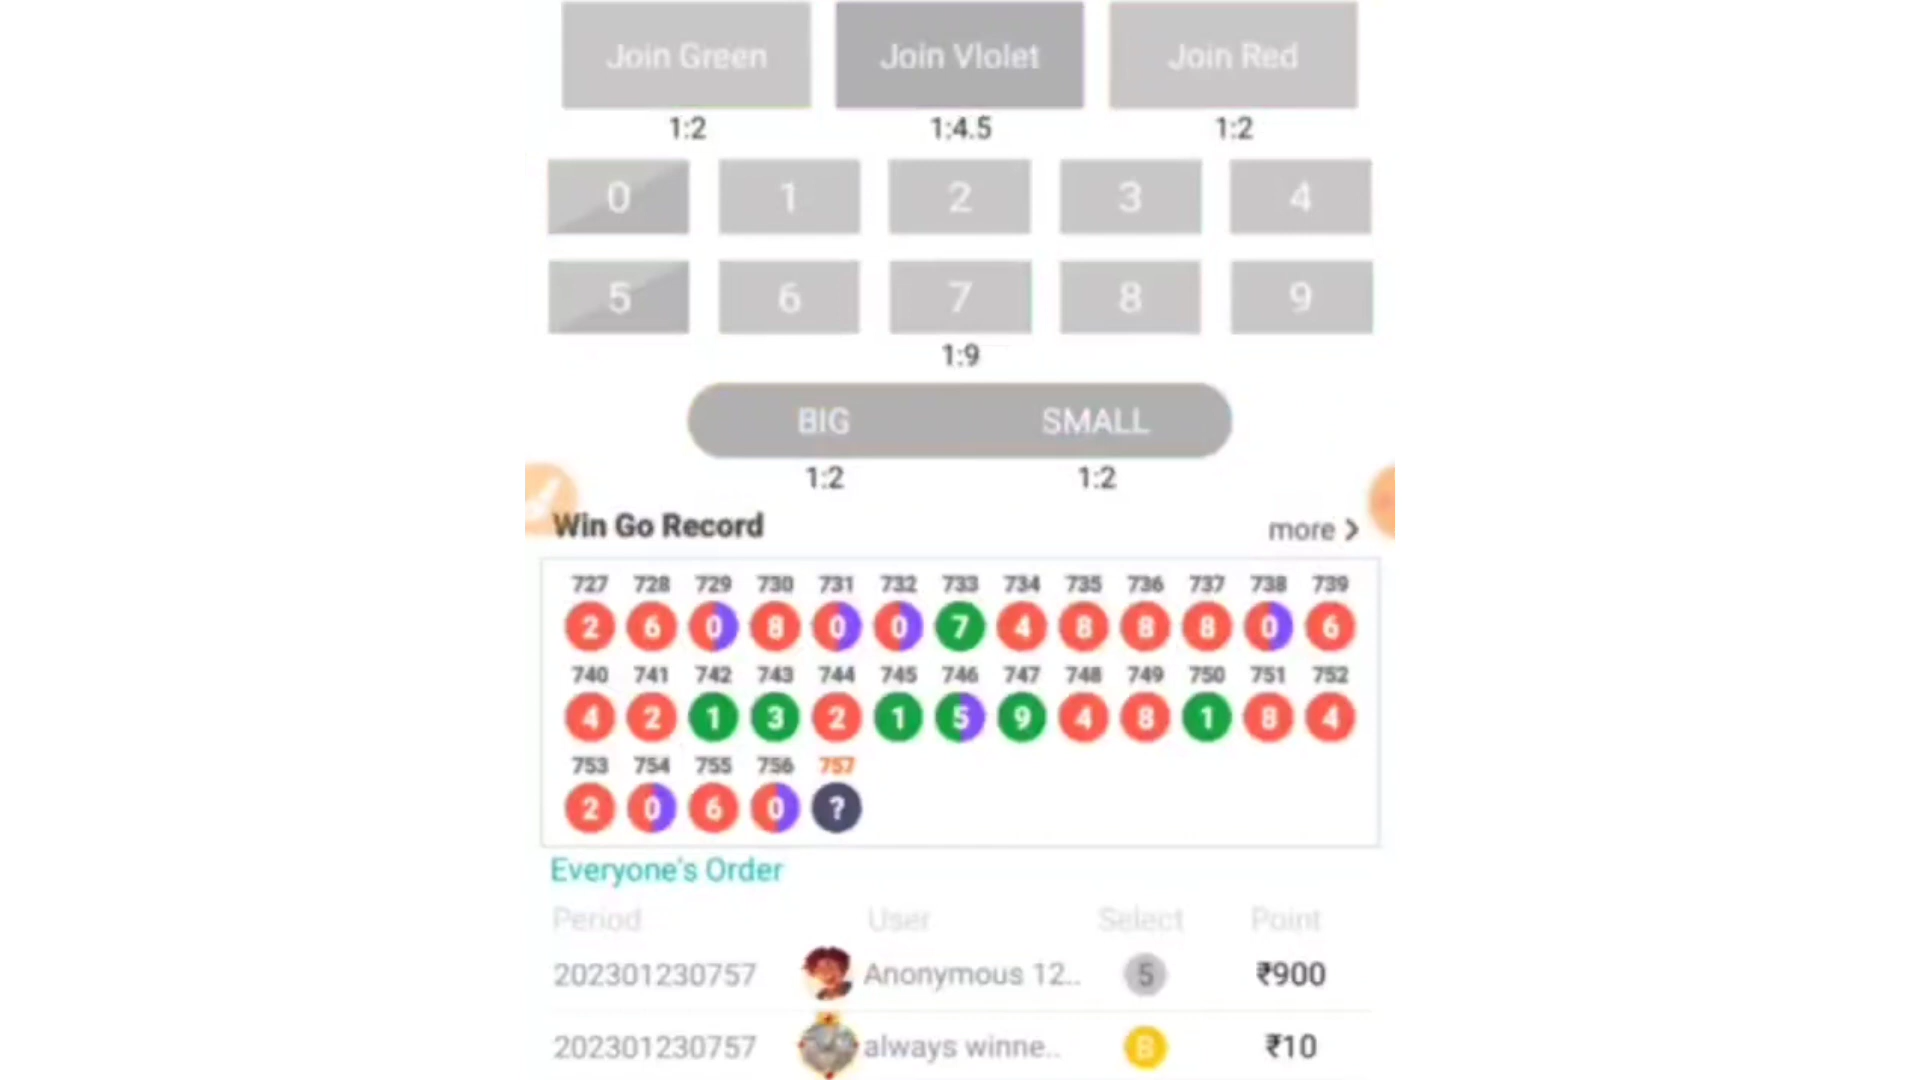 Join Green Join Vlolet Join Red
1:2 1:4.5 1:2
0 1 2 3 4
5 6 7 8 9
1:9
BIG SMALL
1:2 1:2
Win Go Record more >
727 728 729 730 731 732 733 734 735 736 737 738 739
2 6 0 8 0 0 7 4 8 8 8 0 6
740 741 742 743 744 745 746 747 748 749 750 751 752
4 2 1 3 2 1 5 9 4 8 1 8 4
753 754 755 756 757
2 0 6 0 ?
Everyone's Order
Period User Select Point
202301230757 Anonymous 12.. 5 ₹900
202301230757 always winne.. B ₹10